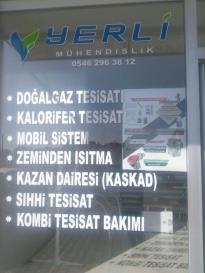 YERLİ
MÜHENDİSLİK
0546 296 38 12
* DOĞALGAZ TESİSATI
* KALORİFER TESİSAT
* MOBİL SİSTEM
* ZEMİNDEN ISITMA
* KAZAN DAİRESİ (KASKAD)
* SIHHİ TESİSAT
* KOMBİ TESİSAT BAKIMI